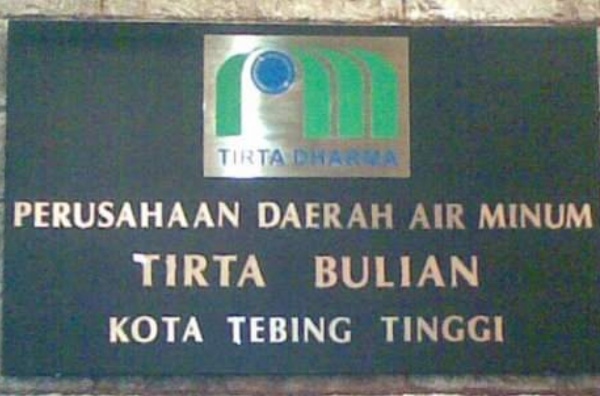 TIRTA DHARMA
PERUSAHAAN DAERAH AIR MINUM
TIRTA BULIAN
KOTA TEBING TINGGI